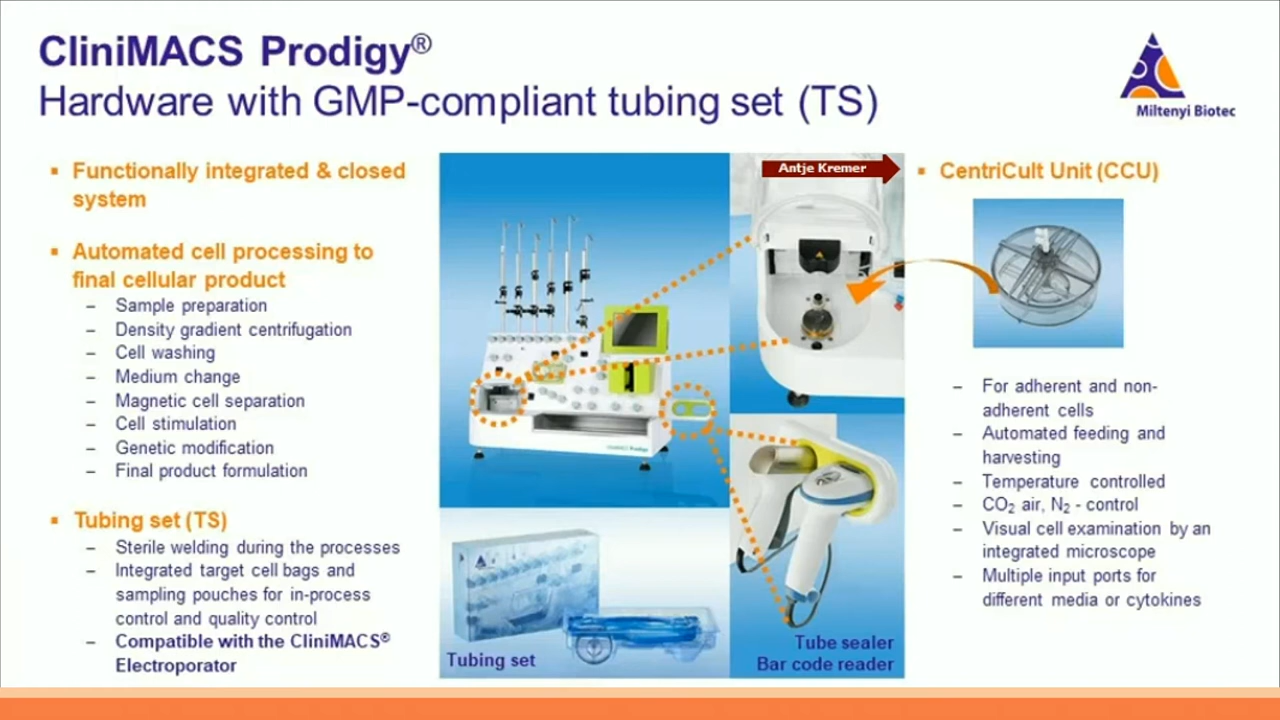 CliniMACS Prodigy®
Hardware with GMP-compliant tubing set (TS)
Miltenyi Biotec
▪ Functionally integrated & closed
system
▪ Automated cell processing to
final cellular product
– Sample preparation
– Density gradient centrifugation
– Cell washing
– Medium change
– Magnetic cell separation
– Cell stimulation
– Genetic modification
– Final product formulation
▪ Tubing set (TS)
– Sterile welding during the processes
– Integrated target cell bags and
sampling pouches for in-process
control and quality control
– Compatible with the CliniMACS®
Electroporator
Antje Kremer
Tubing set
Tube sealer
Bar code reader
▪ CentriCult Unit (CCU)
– For adherent and non-
adherent cells
– Automated feeding and
harvesting
– Temperature controlled
– CO₂ air, N₂ - control
– Visual cell examination by an
integrated microscope
– Multiple input ports for
different media or cytokines